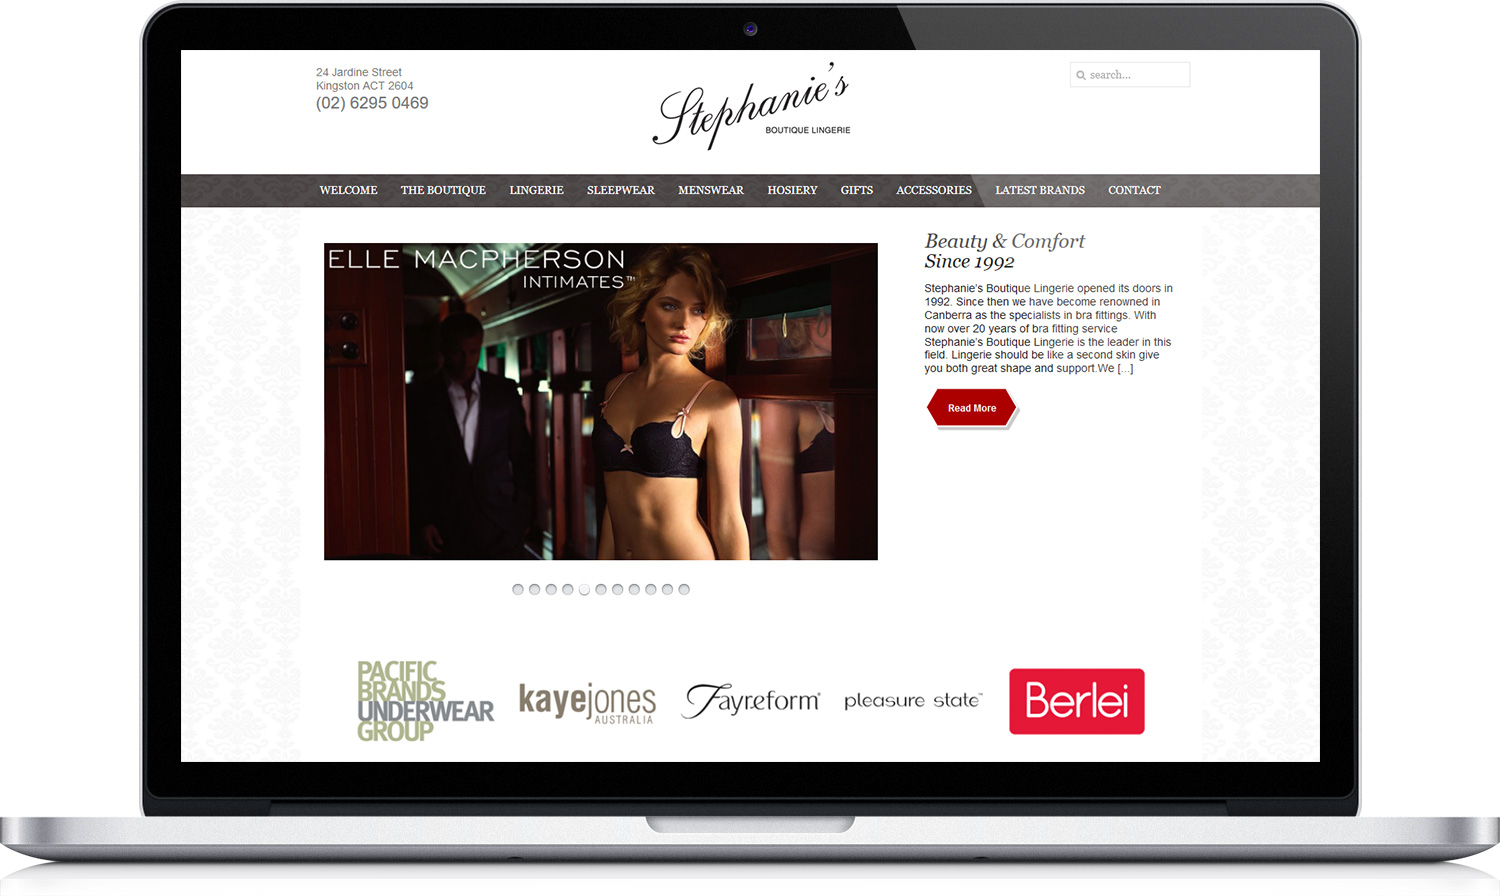 24 Jardine Street
Kingston ACT 2604
(02) 6295 0469
Stephanie's
BOUTIQUE LINGERIE
search...
WELCOME THE BOUTIQUE LINGERIE SLEEPWEAR MENSWEAR HOSIERY GIFTS ACCESSORIES LATEST BRANDS CONTACT
ELLE MACPHERSON
INTIMATES™
Beauty & Comfort
Since 1992
Stephanie's Boutique Lingerie opened its doors in
1992. Since then we have become renowned in
Canberra as the specialists in bra fittings. With
now over 20 years of bra fitting service
Stephanie's Boutique Lingerie is the leader in this
field. Lingerie should be like a second skin give
you both great shape and support.We [...]
Read More
PACIFIC
BRANDS
UNDERWEAR
GROUP
kayejones
AUSTRALIA
Fayreform®
pleasure state™
Berlei